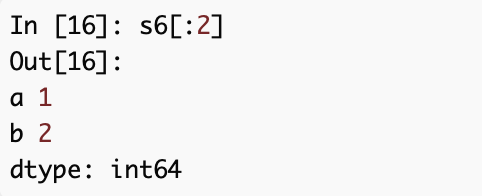 In [16]: s6[:2]
Out[16]:
a 1
b 2
dtype: int64